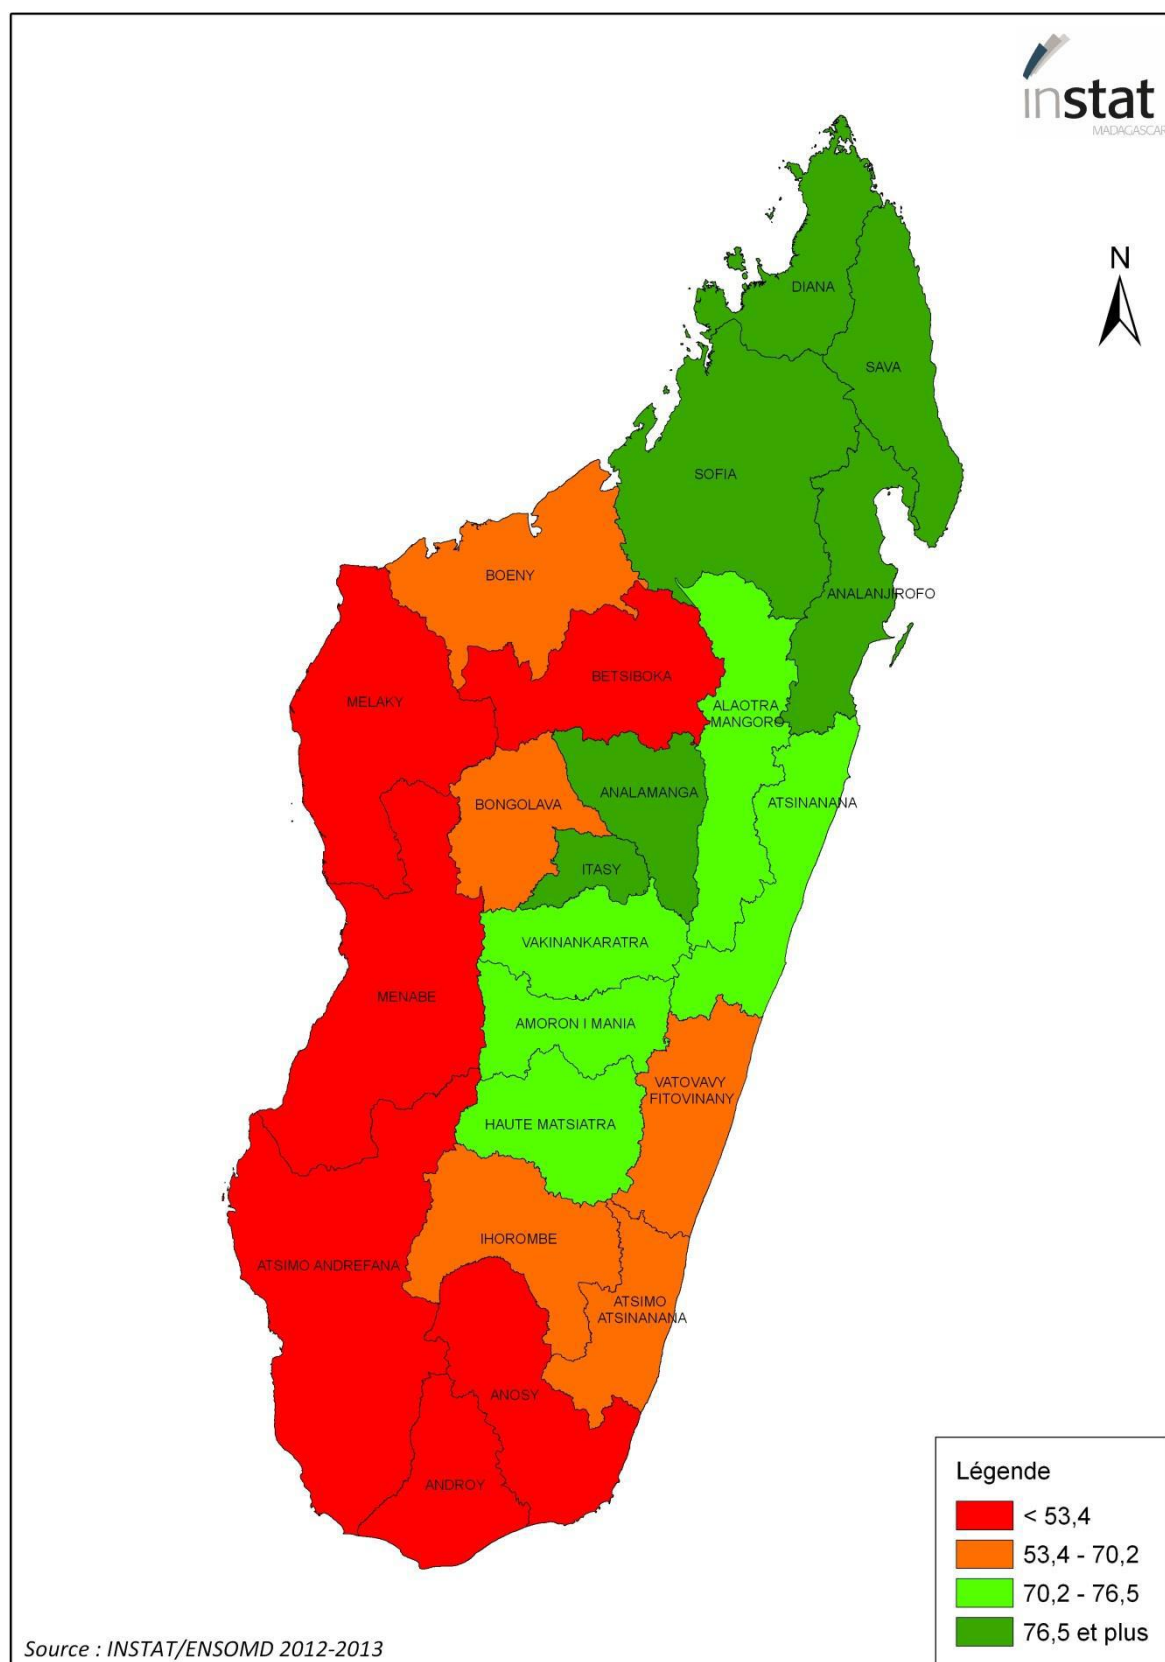 instat
MADAGASCAR
N
DIANA
SAVA
SOFIA
BOENY
ANALANJIROFO
BETSIBOKA
MELAKY
ALAOTRA
MANGORO
ANALAMANGA
BONGOLAVA
ATSINANANA
ITASY
VAKINANKARATRA
MENABE
AMORON I MANIA
VATOVAVY
FITOVINANY
HAUTE MATSIATRA
IHOROMBE
ATSIMO ANDREFANA
ATSIMO
ATSINANANA
ANOSY
ANDROY
Légende
< 53,4
53,4 - 70,2
70,2 - 76,5
76,5 et plus
Source : INSTAT/ENSOMD 2012-2013